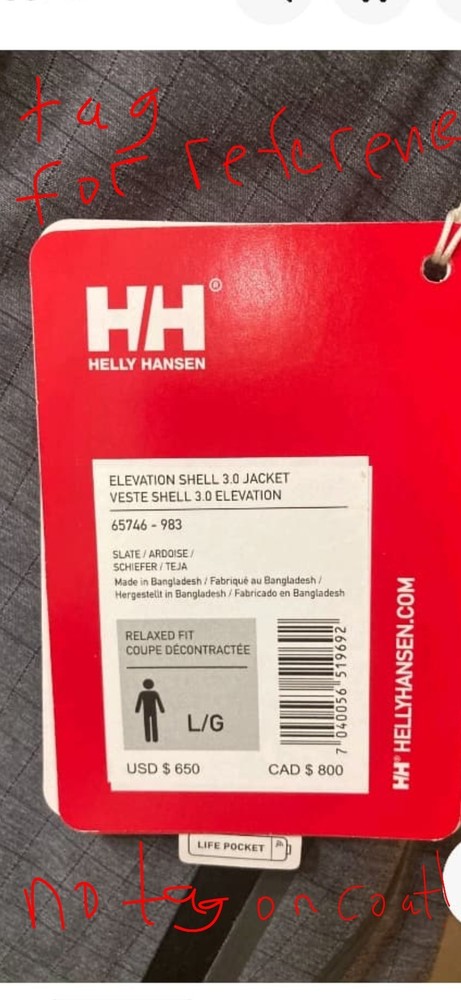 tag
for reference
HH®
HELLY HANSEN
ELEVATION SHELL 3.0 JACKET
VESTE SHELL 3.0 ELEVATION
65746 - 983
SLATE / ARDOISE /
SCHIEFER / TEJA
Made in Bangladesh / Fabriqué au Bangladesh /
Hergestellt in Bangladesh / Fabricado en Bangladesh
RELAXED FIT
COUPE DÉCONTRACTÉE
L/G
7 040056 519692
USD $ 650
CAD $ 800
HH® HELLYHANSEN.COM
LIFE POCKET
no tag on coat